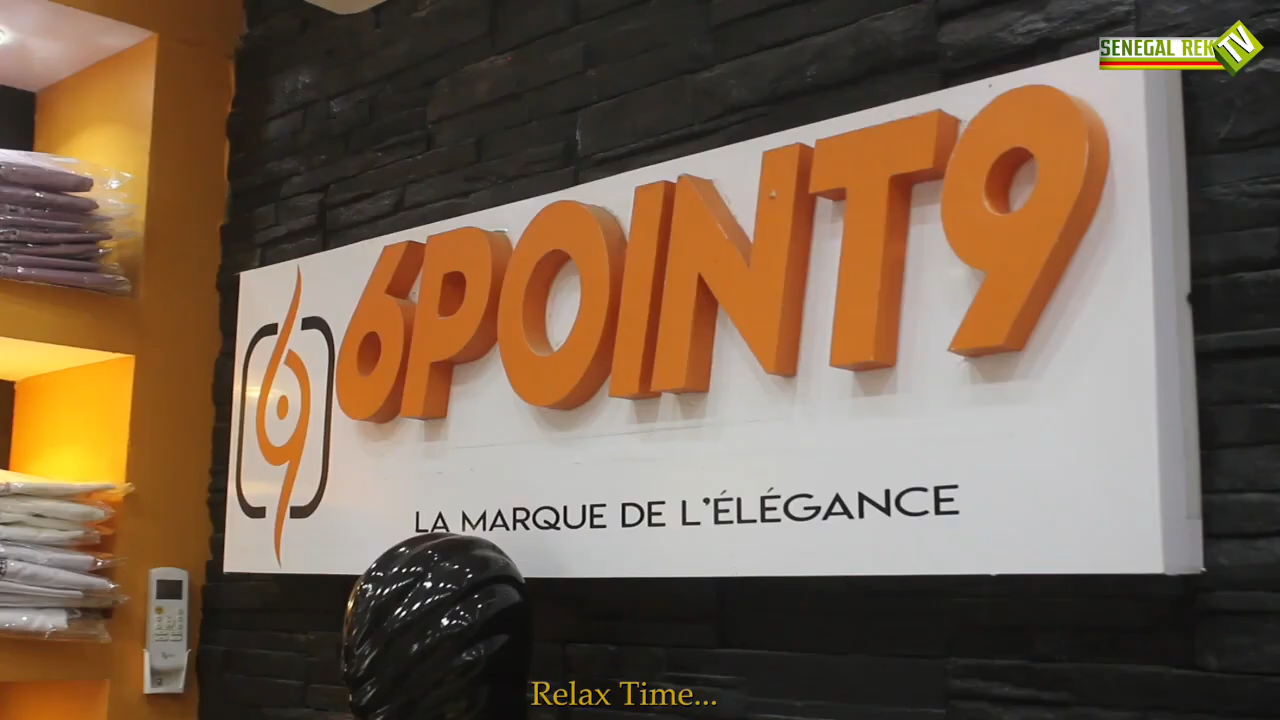 SENEGAL REK TV
6POINT9
LA MARQUE DE L'ÉLÉGANCE
Relax Time...